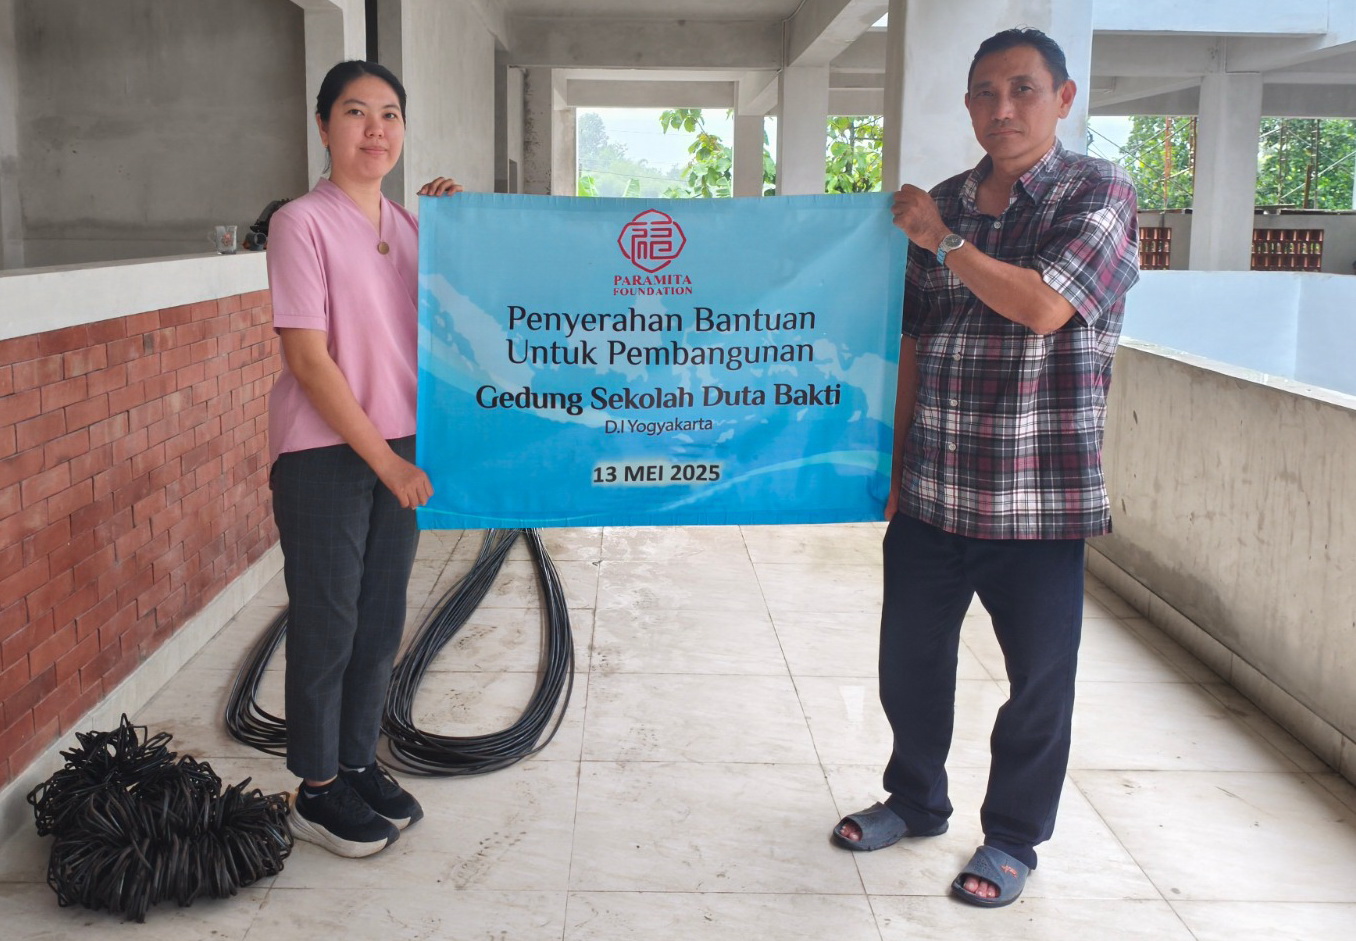 PARAMITA
FOUNDATION
Penyerahan Bantuan
Untuk Pembangunan
Gedung Sekolah Duta Bakti
D.I Yogyakarta
13 MEI 2025